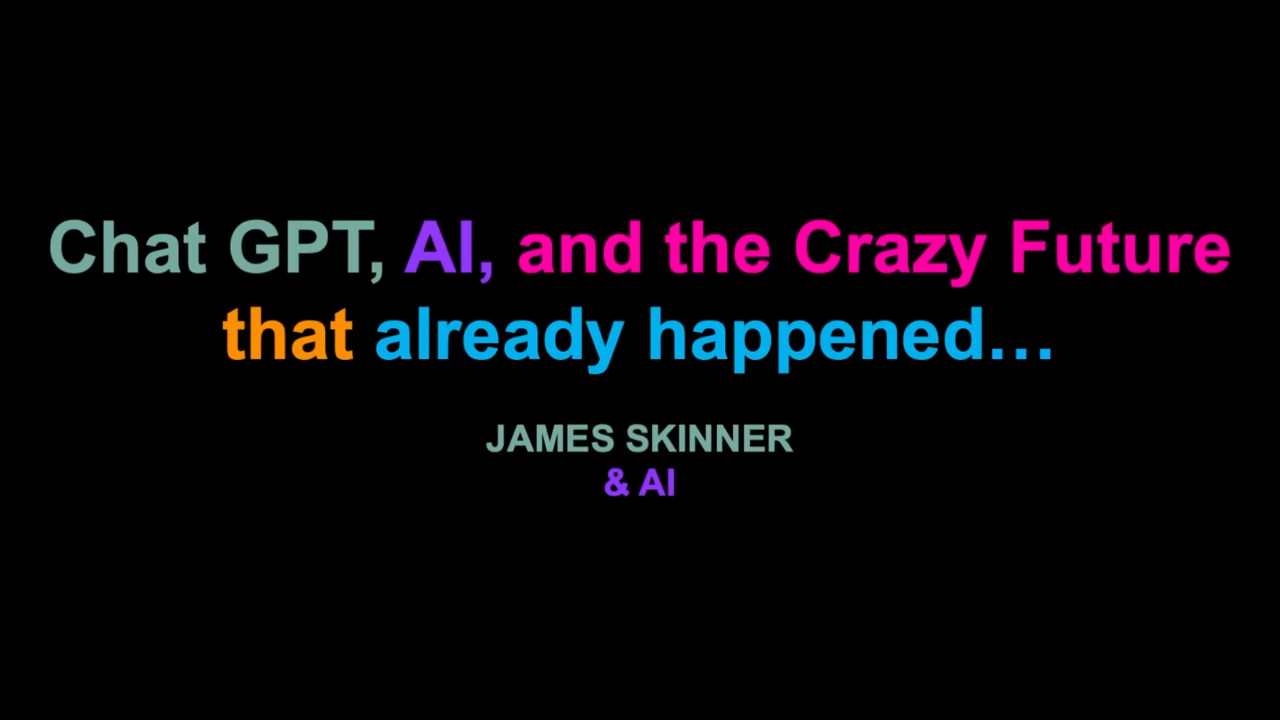 Chat GPT, AI, and the Crazy Future
that already happened…
JAMES SKINNER
& AI